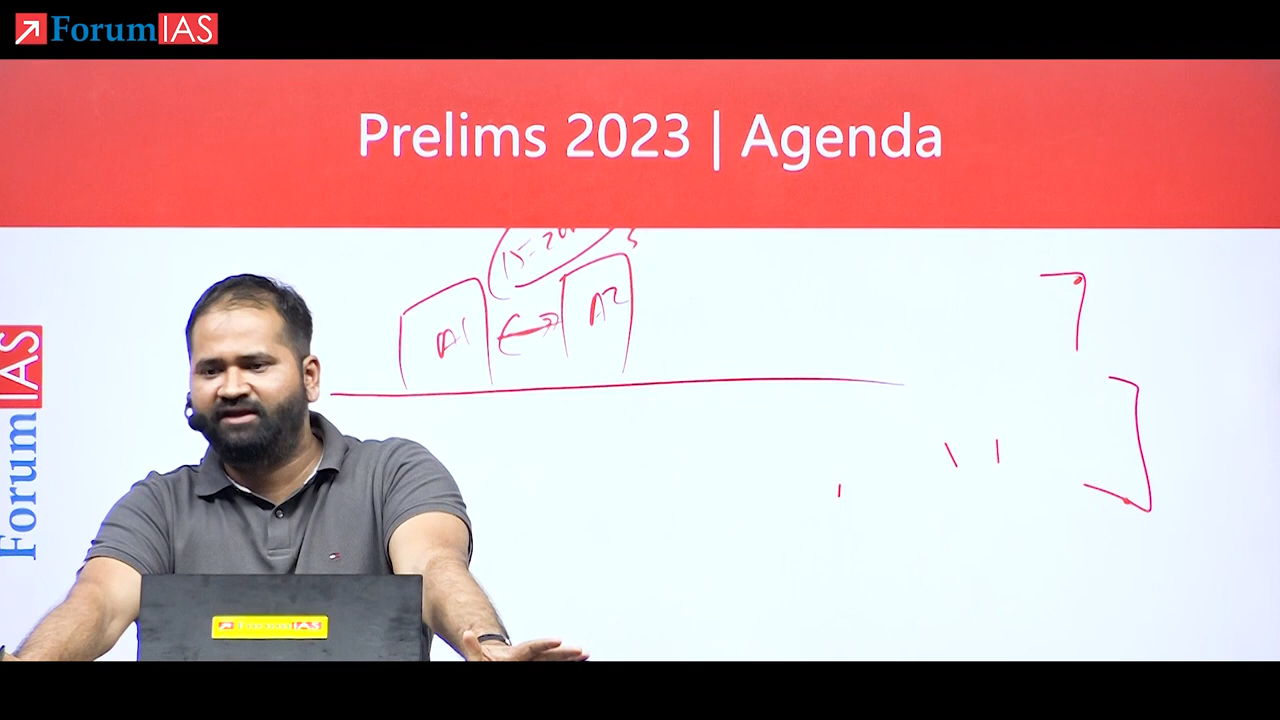 ForumIAS
Prelims 2023 | Agenda
A1
A2
ForumIAS
ForumIAS